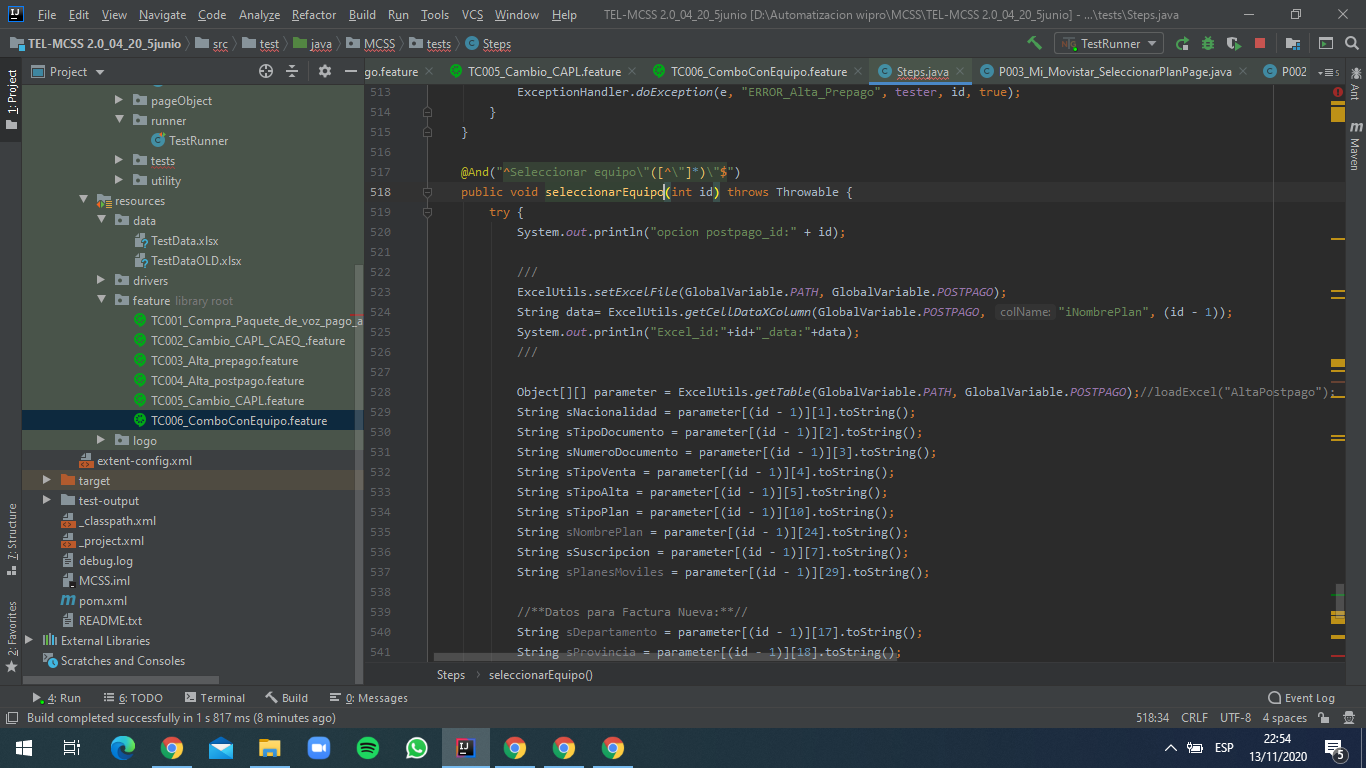 File Edit View Navigate Code Analyze Refactor Build Run Tools VCS Window Help TEL-MCSS 2.0_04_20_5junio [D:\Automatizacion wipro\MCSS\TEL-MCSS 2.0_04_20_5junio] - ...\tests\Steps.java
TEL-MCSS 2.0_04_20_5junio src test java MCSS tests Steps TestRunner
Project go.feature TC005_Cambio_CAPL.feature TC006_ComboConEquipo.feature Steps.java P003_Mi_Movistar_SeleccionarPlanPage.java P002
1: Project
7: Structure
2: Favorites
Ant
Maven
pageObject
runner
TestRunner
tests
utility
resources
data
TestData.xlsx
TestDataOLD.xlsx
drivers
feature library root
TC001_Compra_Paquete_de_voz_pago_a
TC002_Cambio_CAPL_CAEQ_.feature
TC003_Alta_prepago.feature
TC004_Alta_postpago.feature
TC005_Cambio_CAPL.feature
TC006_ComboConEquipo.feature
logo
extent-config.xml
target
test-output
_classpath.xml
_project.xml
debug.log
MCSS.iml
pom.xml
README.txt
External Libraries
Scratches and Consoles
513 ExceptionHandler.doException(e, "ERROR_Alta_Prepago", tester, id, true);
514 }
515 }
516
517 @And("^Seleccionar equipo\"([^\"]*)\"$")
518 public void seleccionarEquipo(int id) throws Throwable {
519 try {
520 System.out.println("opcion postpago_id:" + id);
521
522 ///
523 ExcelUtils.setExcelFile(GlobalVariable.PATH, GlobalVariable.POSTPAGO);
524 String data= ExcelUtils.getCellDataXColumn(GlobalVariable.POSTPAGO, colName: "iNombrePlan", (id - 1));
525 System.out.println("Excel_id:"+id+"_data:"+data);
526 ///
527
528 Object[][] parameter = ExcelUtils.getTable(GlobalVariable.PATH, GlobalVariable.POSTPAGO);//loadExcel("AltaPostpago");
529 String sNacionalidad = parameter[(id - 1)][1].toString();
530 String sTipoDocumento = parameter[(id - 1)][2].toString();
531 String sNumeroDocumento = parameter[(id - 1)][3].toString();
532 String sTipoVenta = parameter[(id - 1)][4].toString();
533 String sTipoAlta = parameter[(id - 1)][5].toString();
534 String sTipoPlan = parameter[(id - 1)][10].toString();
535 String sNombrePlan = parameter[(id - 1)][24].toString();
536 String sSuscripcion = parameter[(id - 1)][7].toString();
537 String sPlanesMoviles = parameter[(id - 1)][29].toString();
538
539 //**Datos para Factura Nueva:**//
540 String sDepartamento = parameter[(id - 1)][17].toString();
541 String sProvincia = parameter[(id - 1)][18].toString();
Steps seleccionarEquipo()
4: Run 6: TODO Terminal Build 0: Messages Event Log
Build completed successfully in 1 s 817 ms (8 minutes ago) 518:34 CRLF UTF-8 4 spaces
ESP 22:54
13/11/2020 5